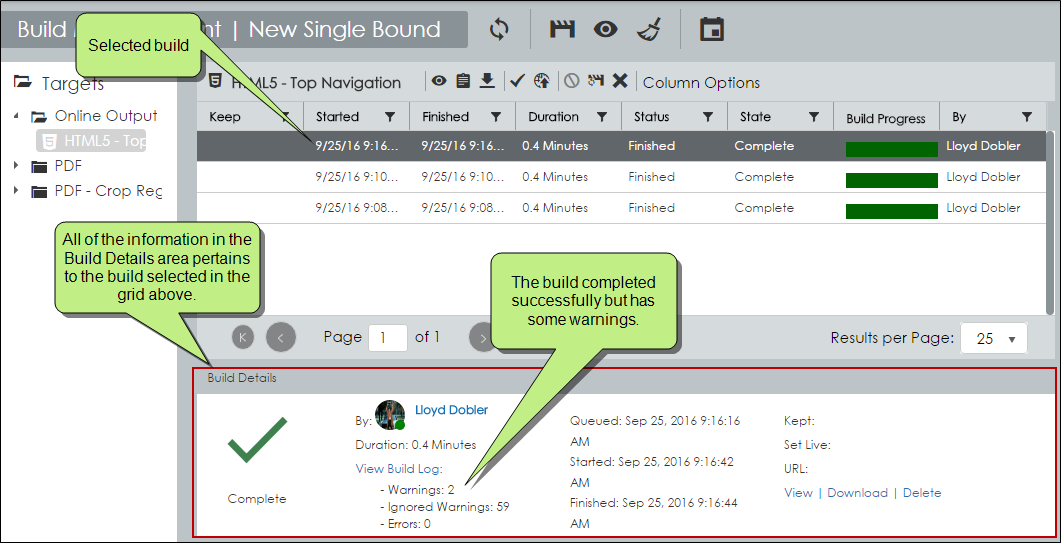 Build M nt | New Single Bound
Selected build
Targets
Online Output
HTML5 - Top
PDF
PDF - Crop Reg
HTML5 - Top Navigation
Column Options
Keep Started Finished Duration Status State Build Progress By
9/25/16 9:16... 9/25/16 9:16... 0.4 Minutes Finished Complete Lloyd Dobler
9/25/16 9:10... 9/25/16 9:10... 0.4 Minutes Finished Complete Lloyd Dobler
9/25/16 9:08... 9/25/16 9:08... 0.4 Minutes Finished Complete Lloyd Dobler
All of the information in the
Build Details area pertains
to the build selected in the
grid above.
The build completed
successfully but has
some warnings.
Page 1 of 1
Results per Page: 25
Build Details
Complete
By: Lloyd Dobler
Duration: 0.4 Minutes
View Build Log:
- Warnings: 2
- Ignored Warnings: 59
- Errors: 0
Queued: Sep 25, 2016 9:16:16
AM
Started: Sep 25, 2016 9:16:42
AM
Finished: Sep 25, 2016 9:16:44
AM
Kept:
Set Live:
URL:
View | Download | Delete